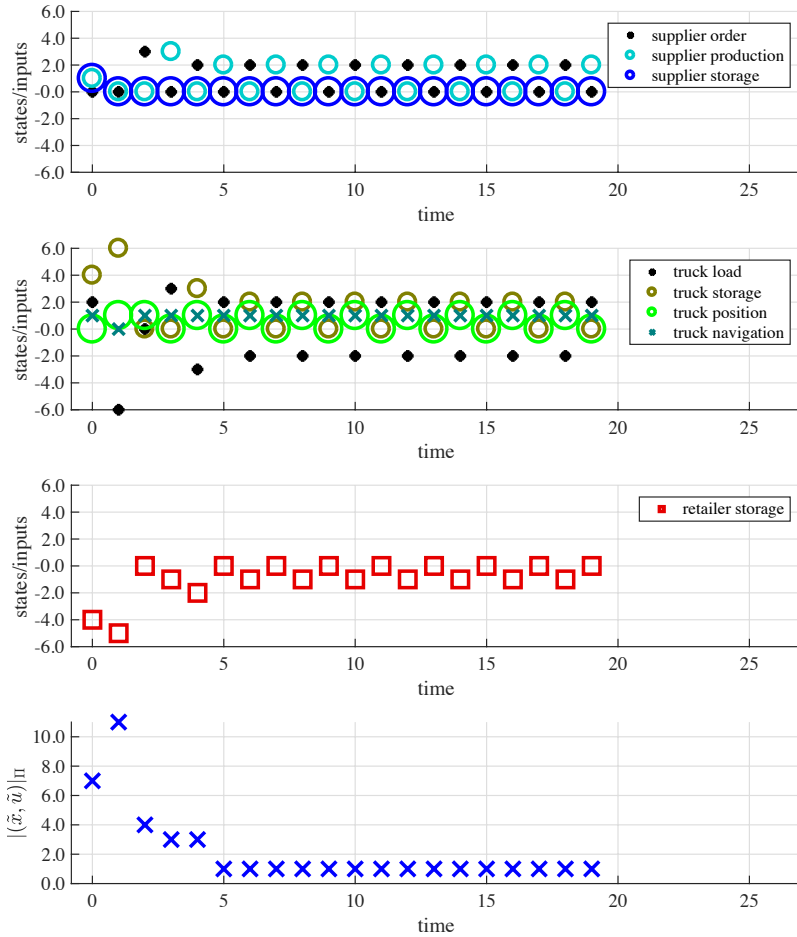 6.0
4.0
2.0
-0.0
-2.0
-4.0
-6.0
states/inputs
supplier order
supplier production
supplier storage
0 5 10 15 20 25
time
6.0
4.0
2.0
-0.0
-2.0
-4.0
-6.0
states/inputs
truck load
truck storage
truck position
truck navigation
0 5 10 15 20 25
time
6.0
4.0
2.0
-0.0
-2.0
-4.0
-6.0
states/inputs
retailer storage
0 5 10 15 20 25
time
10.0
8.0
6.0
4.0
2.0
0.0
|(x̃, ũ)|Π
0 5 10 15 20 25
time